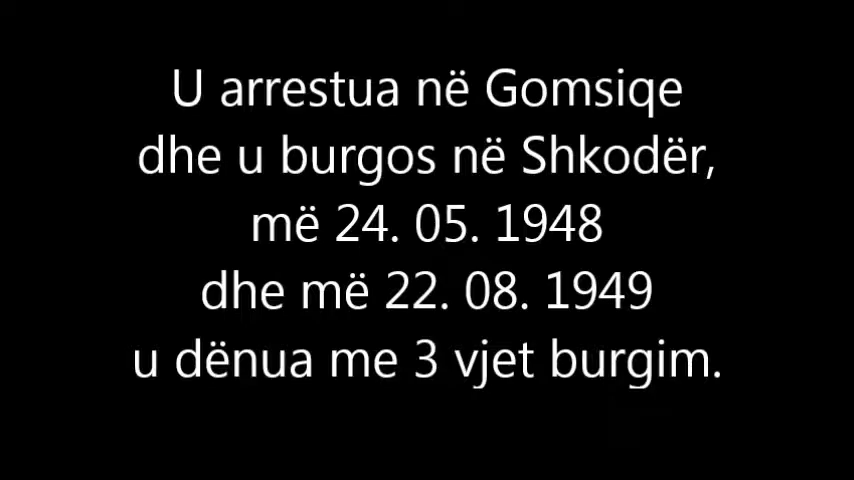 U arrestua në Gomsiqe
dhe u burgos në Shkodër,
më 24. 05. 1948
dhe më 22. 08. 1949
u dënua me 3 vjet burgim.